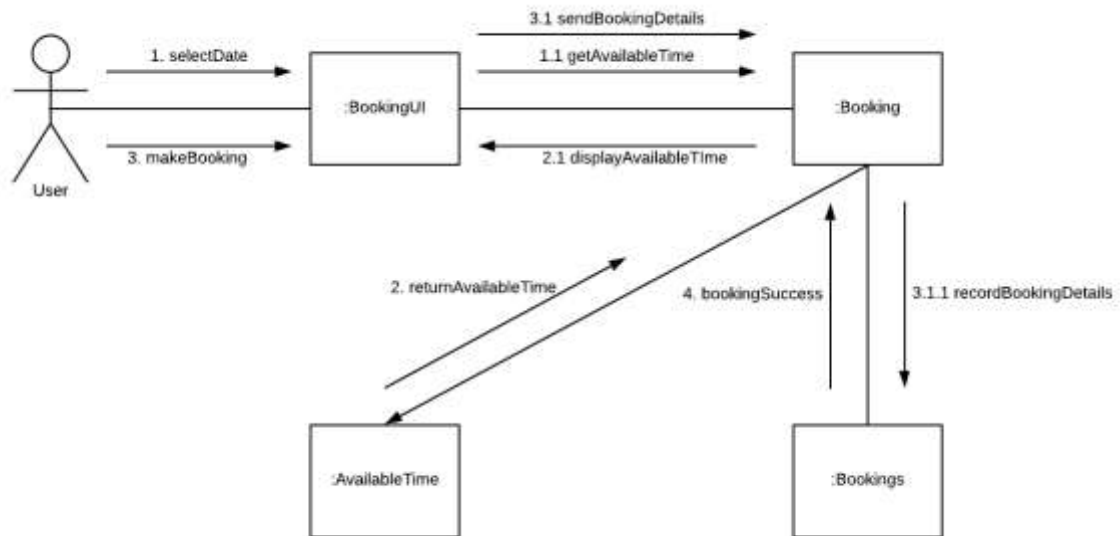 3.1 sendBookingDetails
1. selectDate
1.1 getAvailableTime
:BookingUI
:Booking
3. makeBooking
2.1 displayAvailableTIme
User
2. returnAvailableTime
4. bookingSuccess
3.1.1 recordBookingDetails
:AvailableTime
:Bookings